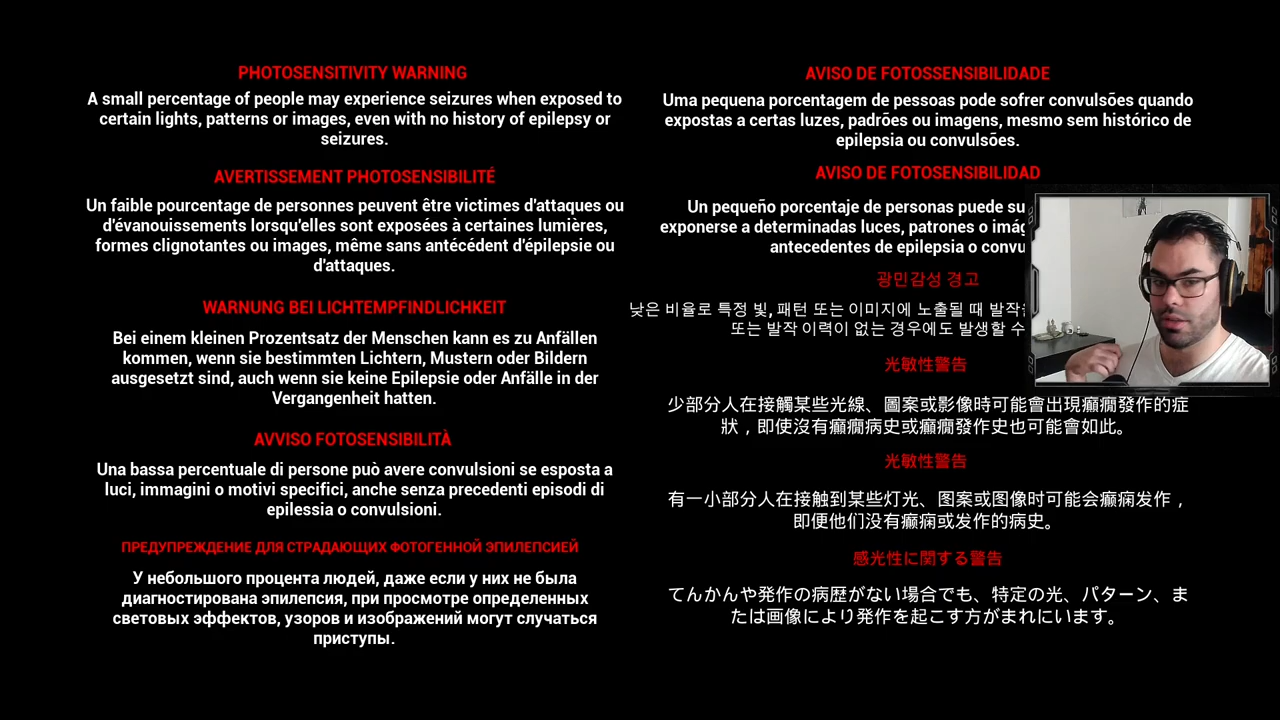 PHOTOSENSITIVITY WARNING
A small percentage of people may experience seizures when exposed to
certain lights, patterns or images, even with no history of epilepsy or
seizures.
AVERTISSEMENT PHOTOSENSIBILITÉ
Un faible pourcentage de personnes peuvent être victimes d'attaques ou
d'évanouissements lorsqu'elles sont exposées à certaines lumières,
formes clignotantes ou images, même sans antécédent d'épilepsie ou
d'attaques.
WARNUNG BEI LICHTEMPFINDLICHKEIT
Bei einem kleinen Prozentsatz der Menschen kann es zu Anfällen
kommen, wenn sie bestimmten Lichtern, Mustern oder Bildern
ausgesetzt sind, auch wenn sie keine Epilepsie oder Anfälle in der
Vergangenheit hatten.
AVVISO FOTOSENSIBILITÀ
Una bassa percentuale di persone può avere convulsioni se esposta a
luci, immagini o motivi specifici, anche senza precedenti episodi di
epilessia o convulsioni.
ПРЕДУПРЕЖДЕНИЕ ДЛЯ СТРАДАЮЩИХ ФОТОГЕННОЙ ЭПИЛЕПСИЕЙ
У небольшого процента людей, даже если у них не была
диагностирована эпилепсия, при просмотре определенных
световых эффектов, узоров и изображений могут случаться
приступы.
AVISO DE FOTOSSENSIBILIDADE
Uma pequena porcentagem de pessoas pode sofrer convulsões quando
expostas a certas luzes, padrões ou imagens, mesmo sem histórico de
epilepsia ou convulsões.
AVISO DE FOTOSENSIBILIDAD
Un pequeño porcentaje de personas puede
exponerse a determinadas luces, patrones o
antecedentes de epilepsia o
광민감성 경고
낮은 비율로 특정 빛, 패턴 또는 이미지에 노출될 때
또는 발작 이력이 없는 경우에도 발생할 수
光敏性警告
少部分人在接觸某些光線、圖案或影像時可能會出現癲癇發作的症
狀，即使沒有癲癇病史或癲癇發作史也可能會如此。
光敏性警告
有一小部分人在接触到某些灯光、图案或图像时可能会癫痫发作，
即便他们没有癫痫或发作的病史。
感光性に関する警告
てんかんや発作の病歴がない場合でも、特定の光、パターン、ま
たは画像により発作を起こす方がまれにいます。